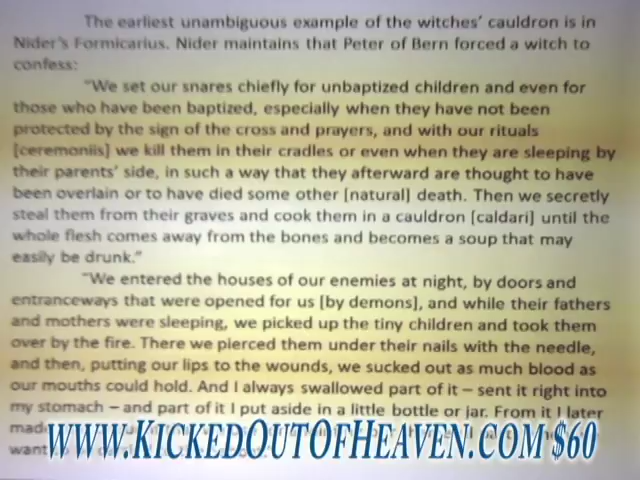 The earliest unambiguous example of the witches' cauldron is in
Nider's Formicarius. Nider maintains that Peter of Bern forced a witch to
confess:
"We set our snares chiefly for unbaptized children and even for
those who have been baptized, especially when they have not been
protected by the sign of the cross and prayers, and with our rituals
[ceremoniis] we kill them in their cradles or even when they are sleeping by
their parents' side, in such a way that they afterward are thought to have
been overlain or to have died some other [natural] death. Then we secretly
steal them from their graves and cook them in a cauldron [caldari] until the
whole flesh comes away from the bones and becomes a soup that may
easily be drunk."
"We entered the houses of our enemies at night, by doors and
entranceways that were opened for us [by demons], and while their fathers
and mothers were sleeping, we picked up the tiny children and took them
over by the fire. There we pierced them under their nails with the needle,
and then, putting our lips to the wounds, we sucked out as much blood as
our mouths could hold. And I always swallowed part of it – sent it right into
my stomach – and part of it I put aside in a little bottle or jar. From it I later
made
WWW.KICKEDOUTOFHEAVEN.COM $60
want